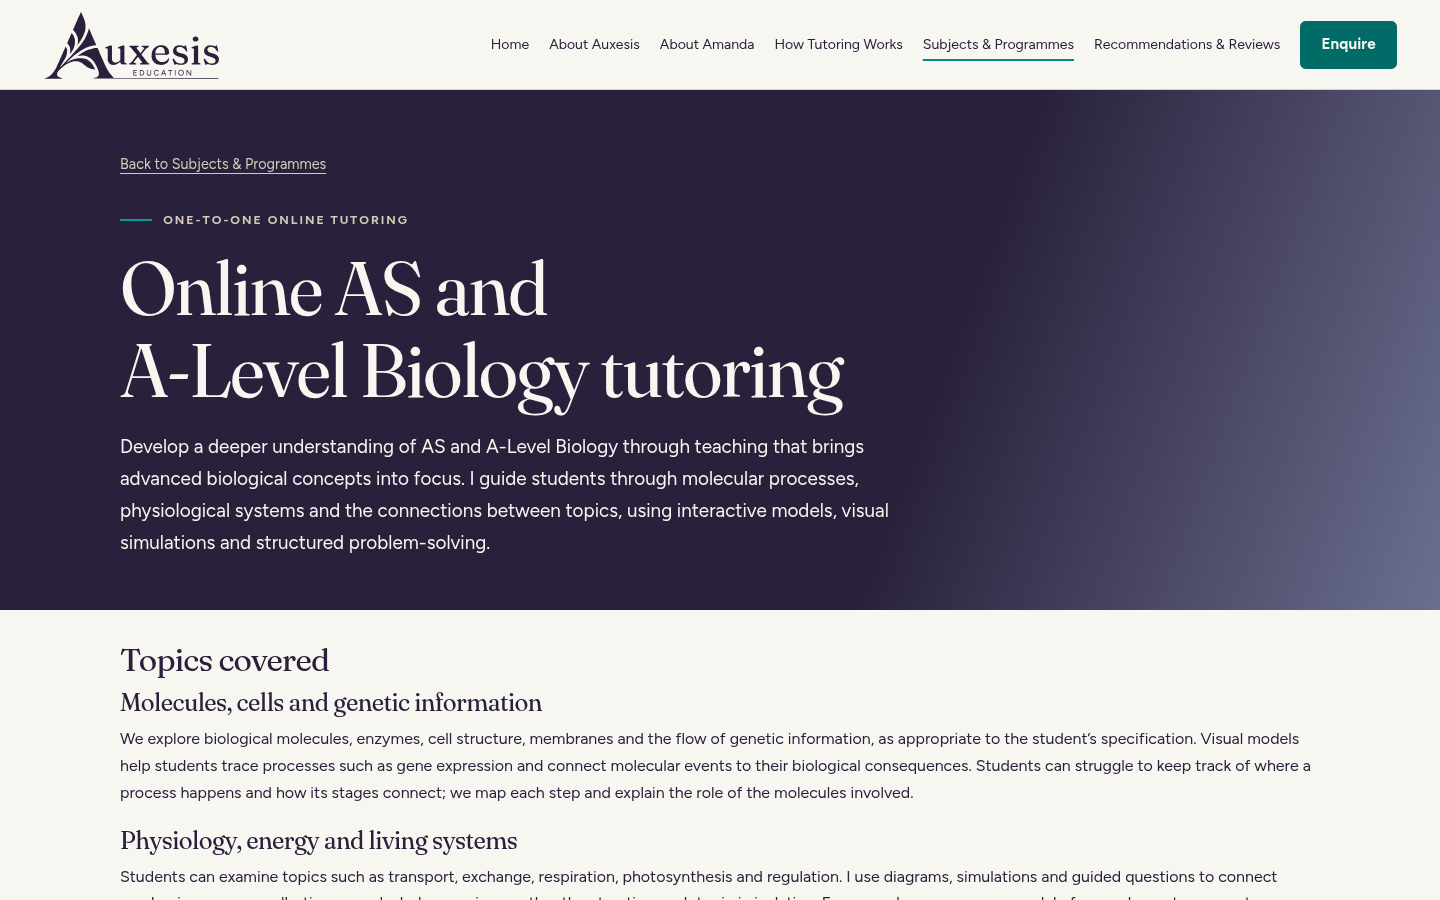 Auxesis
EDUCATION
Home
About Auxesis
About Amanda
How Tutoring Works
Subjects & Programmes
Recommendations & Reviews
Enquire
Back to Subjects & Programmes
ONE-TO-ONE ONLINE TUTORING
Online AS and
A-Level Biology tutoring
Develop a deeper understanding of AS and A-Level Biology through teaching that brings
advanced biological concepts into focus. I guide students through molecular processes,
physiological systems and the connections between topics, using interactive models, visual
simulations and structured problem-solving.
Topics covered
Molecules, cells and genetic information
We explore biological molecules, enzymes, cell structure, membranes and the flow of genetic information, as appropriate to the student’s specification. Visual models
help students trace processes such as gene expression and connect molecular events to their biological consequences. Students can struggle to keep track of where a
process happens and how its stages connect; we map each step and explain the role of the molecules involved.
Physiology, energy and living systems
Students can examine topics such as transport, exchange, respiration, photosynthesis and regulation. I use diagrams, simulations and guided questions to connect